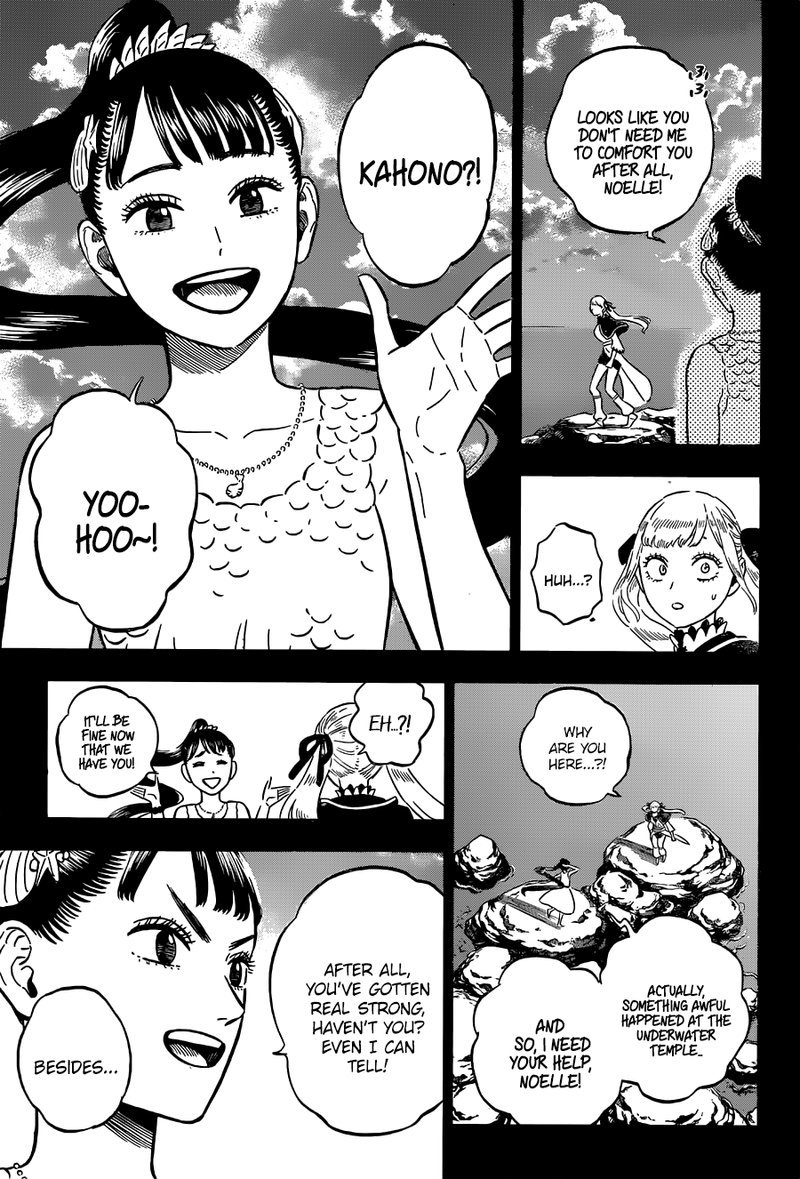 LOOKS LIKE YOU
DON'T NEED ME
TO COMFORT YOU
AFTER ALL,
NOELLE!
HUH...?
KAHONO?!
YOO-
HOO~!
WHY
ARE YOU
HERE...?!
ACTUALLY,
SOMETHING AWFUL
HAPPENED AT THE
UNDERWATER
TEMPLE...
AND
SO, I NEED
YOUR HELP,
NOELLE!
EH...?!
IT'LL BE
FINE NOW
THAT WE
HAVE YOU!
AFTER ALL,
YOU'VE GOTTEN
REAL STRONG,
HAVEN'T YOU?
EVEN I CAN
TELL!
BESIDES...